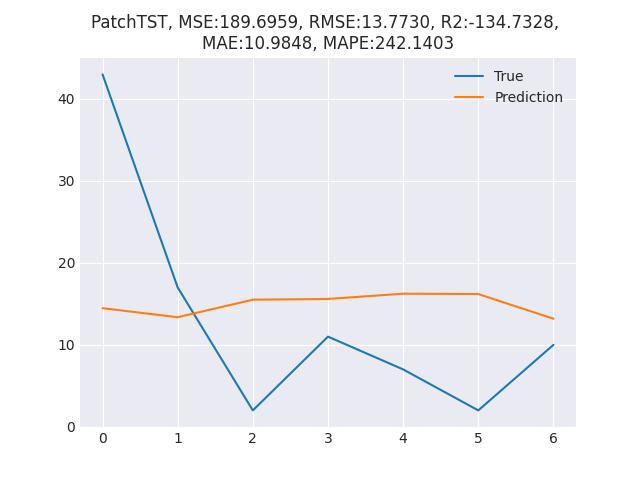 PatchTST, MSE:189.6959, RMSE:13.7730, R2:-134.7328,
MAE:10.9848, MAPE:242.1403
True
Prediction
40
30
20
10
0
0 1 2 3 4 5 6